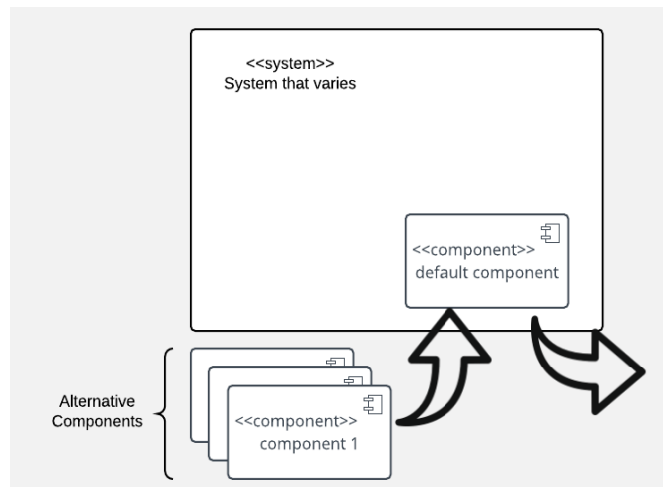 <<system>>
System that varies
<<component>>
default component
Alternative
Components
<<component>>
component 1